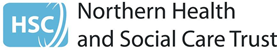 HSC
Northern Health
and Social Care Trust